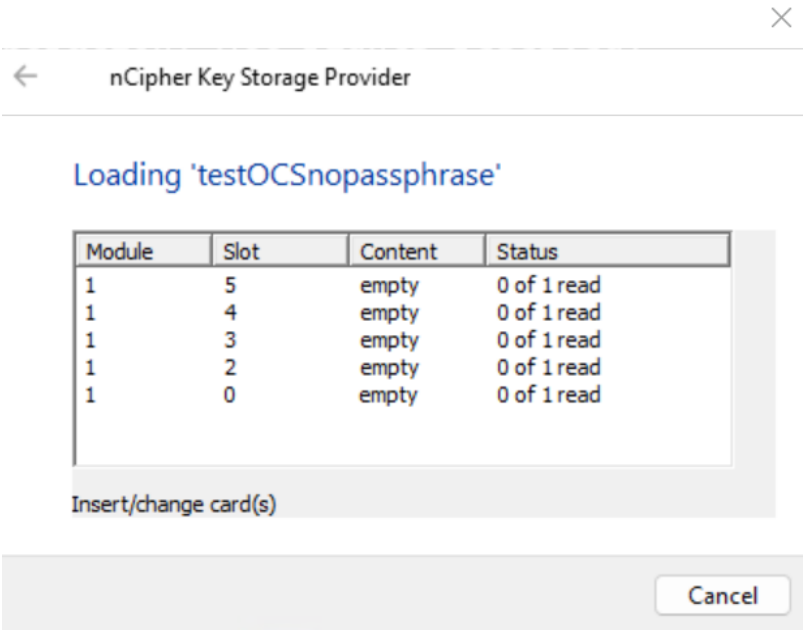 nCipher Key Storage Provider
Loading 'testOCSnopassphrase'
Module Slot Content Status
1 5 empty 0 of 1 read
1 4 empty 0 of 1 read
1 3 empty 0 of 1 read
1 2 empty 0 of 1 read
1 0 empty 0 of 1 read
Insert/change card(s)
Cancel